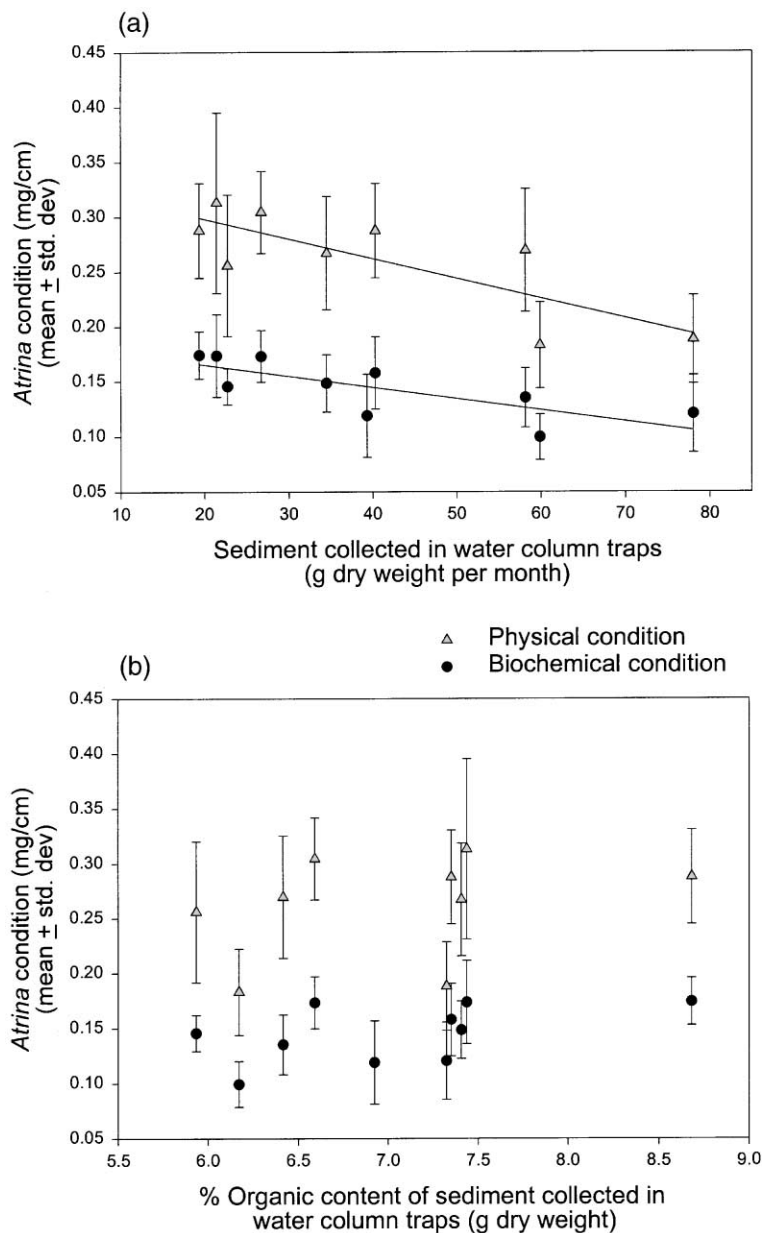 (a)
0.45
0.40
0.35
0.30
0.25
0.20
0.15
0.10
0.05
Atrina condition (mg/cm)
(mean ± std. dev)
10 20 30 40 50 60 70 80
Sediment collected in water column traps
(g dry weight per month)
Physical condition
Biochemical condition
(b)
0.45
0.40
0.35
0.30
0.25
0.20
0.15
0.10
0.05
Atrina condition (mg/cm)
(mean ± std. dev)
5.5 6.0 6.5 7.0 7.5 8.0 8.5 9.0
% Organic content of sediment collected in
water column traps (g dry weight)